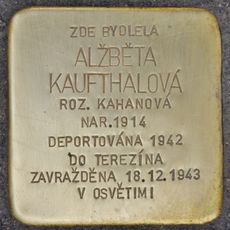 ZDE BYDLELA
ALŽBĚTA
KAUFTHALOVÁ
ROZ. KAHANOVÁ
NAR. 1914
DEPORTOVÁNA 1942
DO TEREZÍNA
ZAVRAŽDĚNA 18.12.1943
V OSVĚTIMI